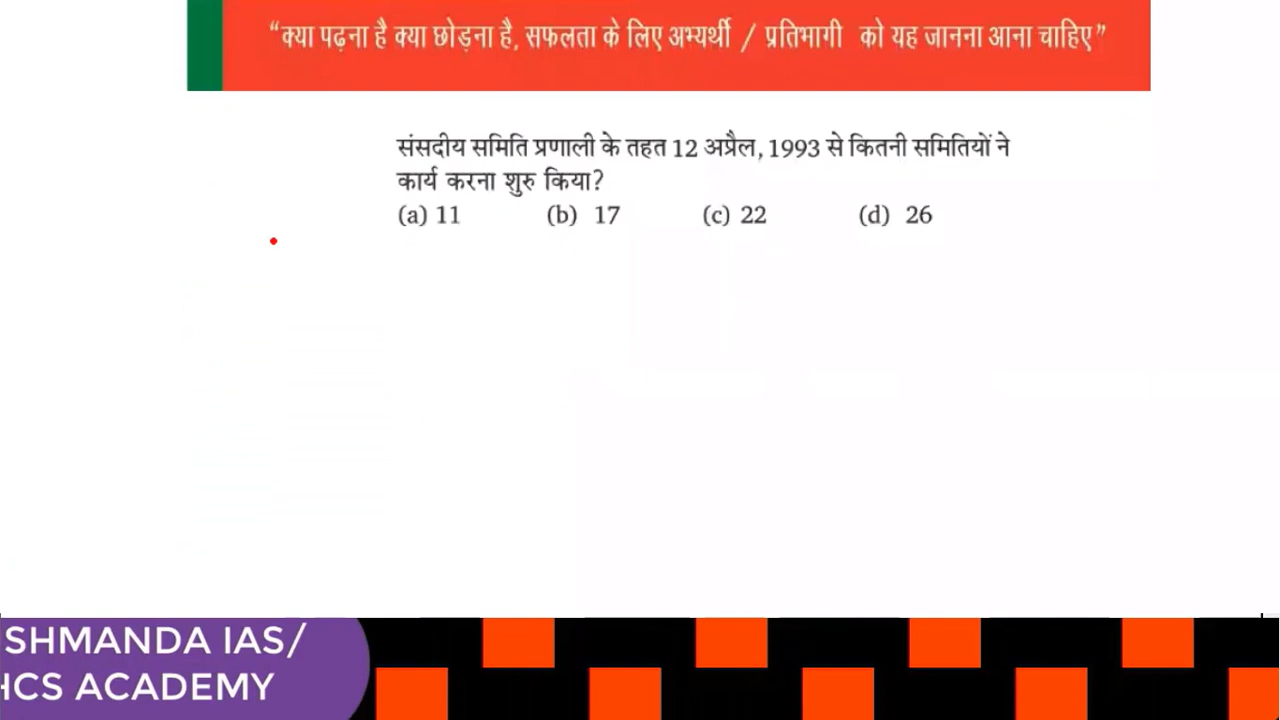 “क्या पढ़ना है क्या छोड़ना है, सफलता के लिए अभ्यर्थी / प्रतिभागी को यह जानना आना चाहिए”
संसदीय समिति प्रणाली के तहत 12 अप्रैल, 1993 से कितनी समितियों ने
कार्य करना शुरु किया?
(a) 11 (b) 17 (c) 22 (d) 26
SHMANDA IAS/
HCS ACADEMY